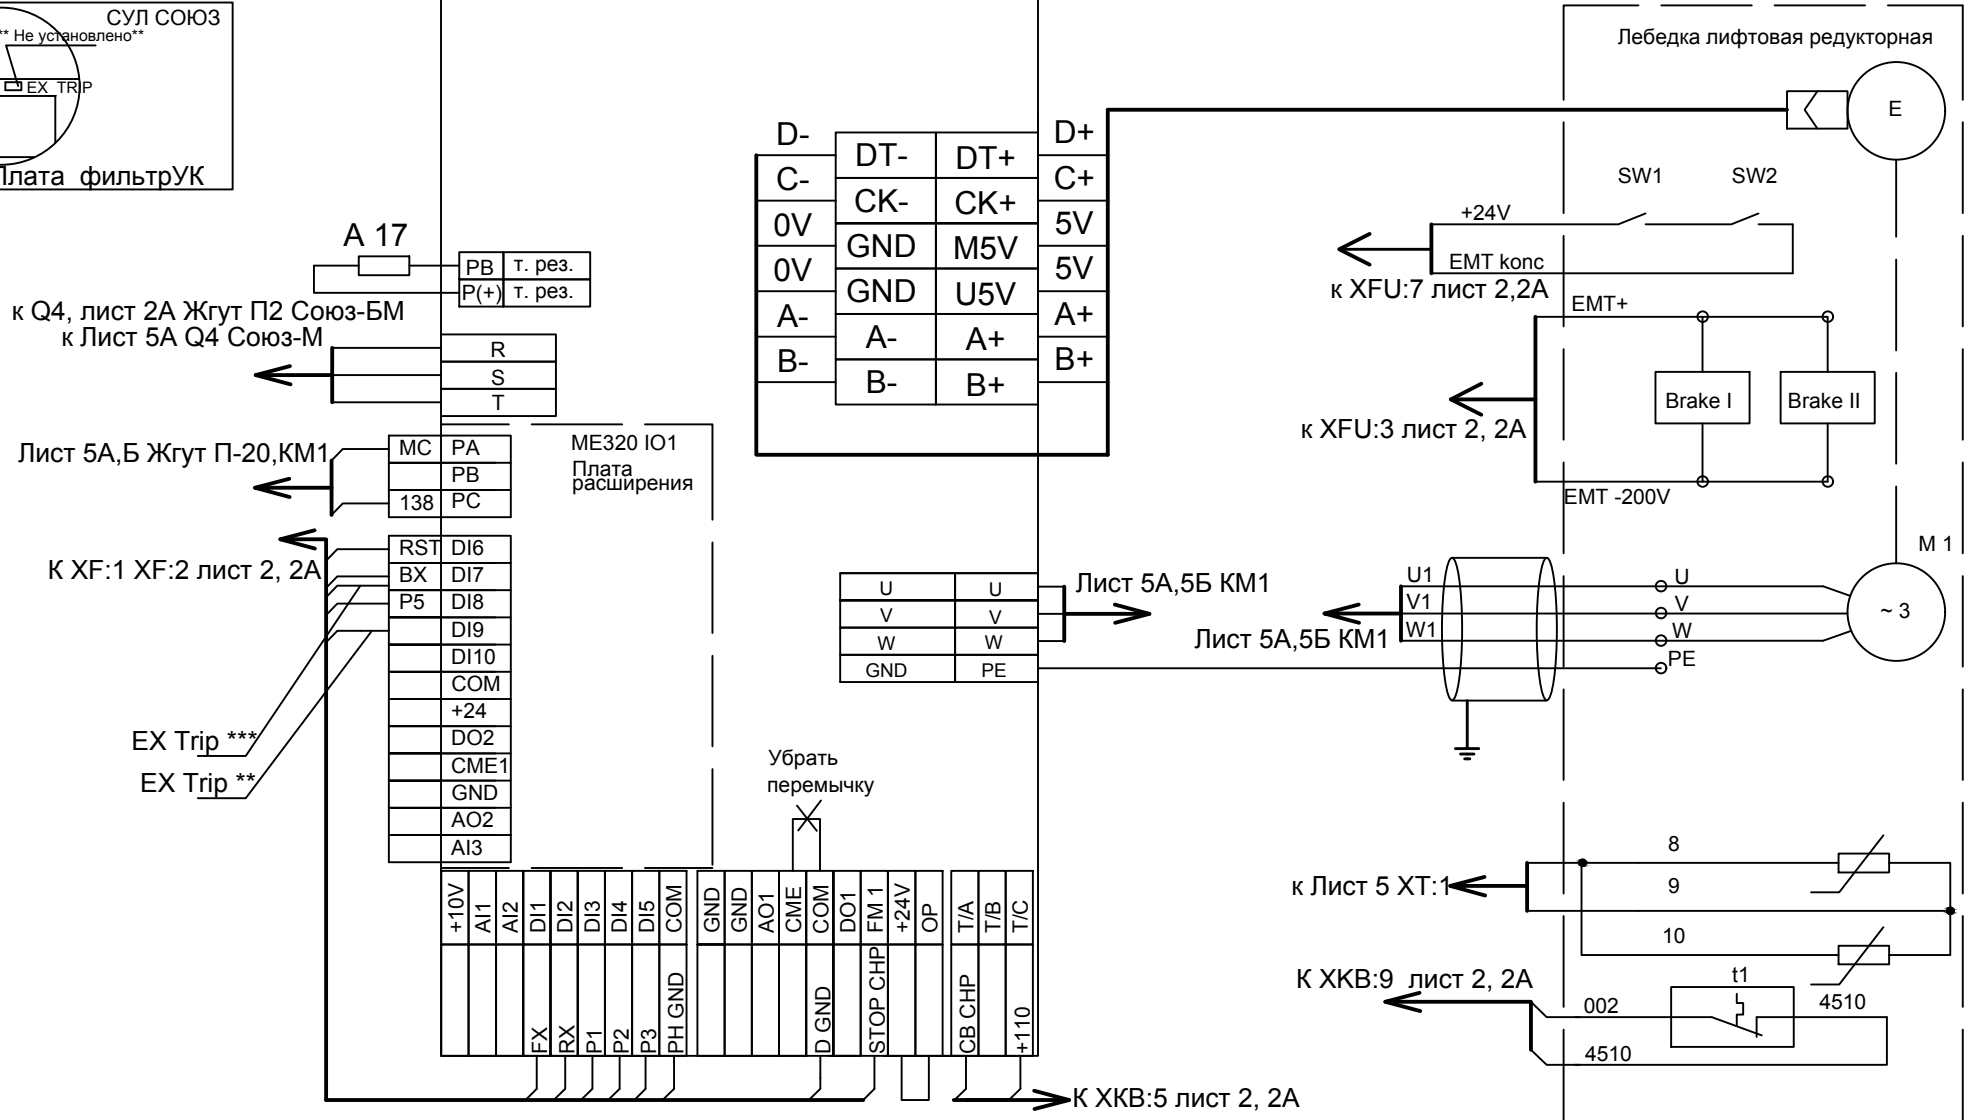 СУЛ СОЮЗ
** Не установлено**
EX TRIP
Плата фильтрУК
А 17
PB т. рез.
P(+) т. рез.
к Q4, лист 2А Жгут П2 Союз-БМ
к Лист 5А Q4 Союз-М
R
S
T
Лист 5А,Б Жгут П-20,КМ1
MC PA
PB
138 PC
ME320 IO1
Плата
расширения
К XF:1 XF:2 лист 2, 2А
RST DI6
BX DI7
P5 DI8
DI9
DI10
COM
+24
DO2
CME1
GND
AO2
AI3
EX Trip ***
EX Trip **
D- DT- DT+ D+
C- CK- CK+ C+
0V GND M5V 5V
0V GND U5V 5V
A- A- A+ A+
B- B- B+ B+
U U
V V
W W
GND PE
Лист 5А,5Б КМ1
Убрать
перемычку
+10V AI1 AI2 DI1 DI2 DI3 DI4 DI5 COM GND GND AO1 CME COM DO1 FM 1 +24V OP T/A T/B T/C
FX RX P1 P2 P3 PH GND D GND STOP CHP CB CHP +110
К ХКВ:5 лист 2, 2А
Лебедка лифтовая редукторная
E
SW1 SW2
+24V
EMT konc
к XFU:7 лист 2,2А
EMT+
Brake I Brake II
к XFU:3 лист 2, 2А
EMT -200V
M 1
~ 3
U1 U
V1 V
W1 W
PE
Лист 5А,5Б КМ1
8
9
10
к Лист 5 ХТ:1
К ХКВ:9 лист 2, 2А
t1
002 4510
4510